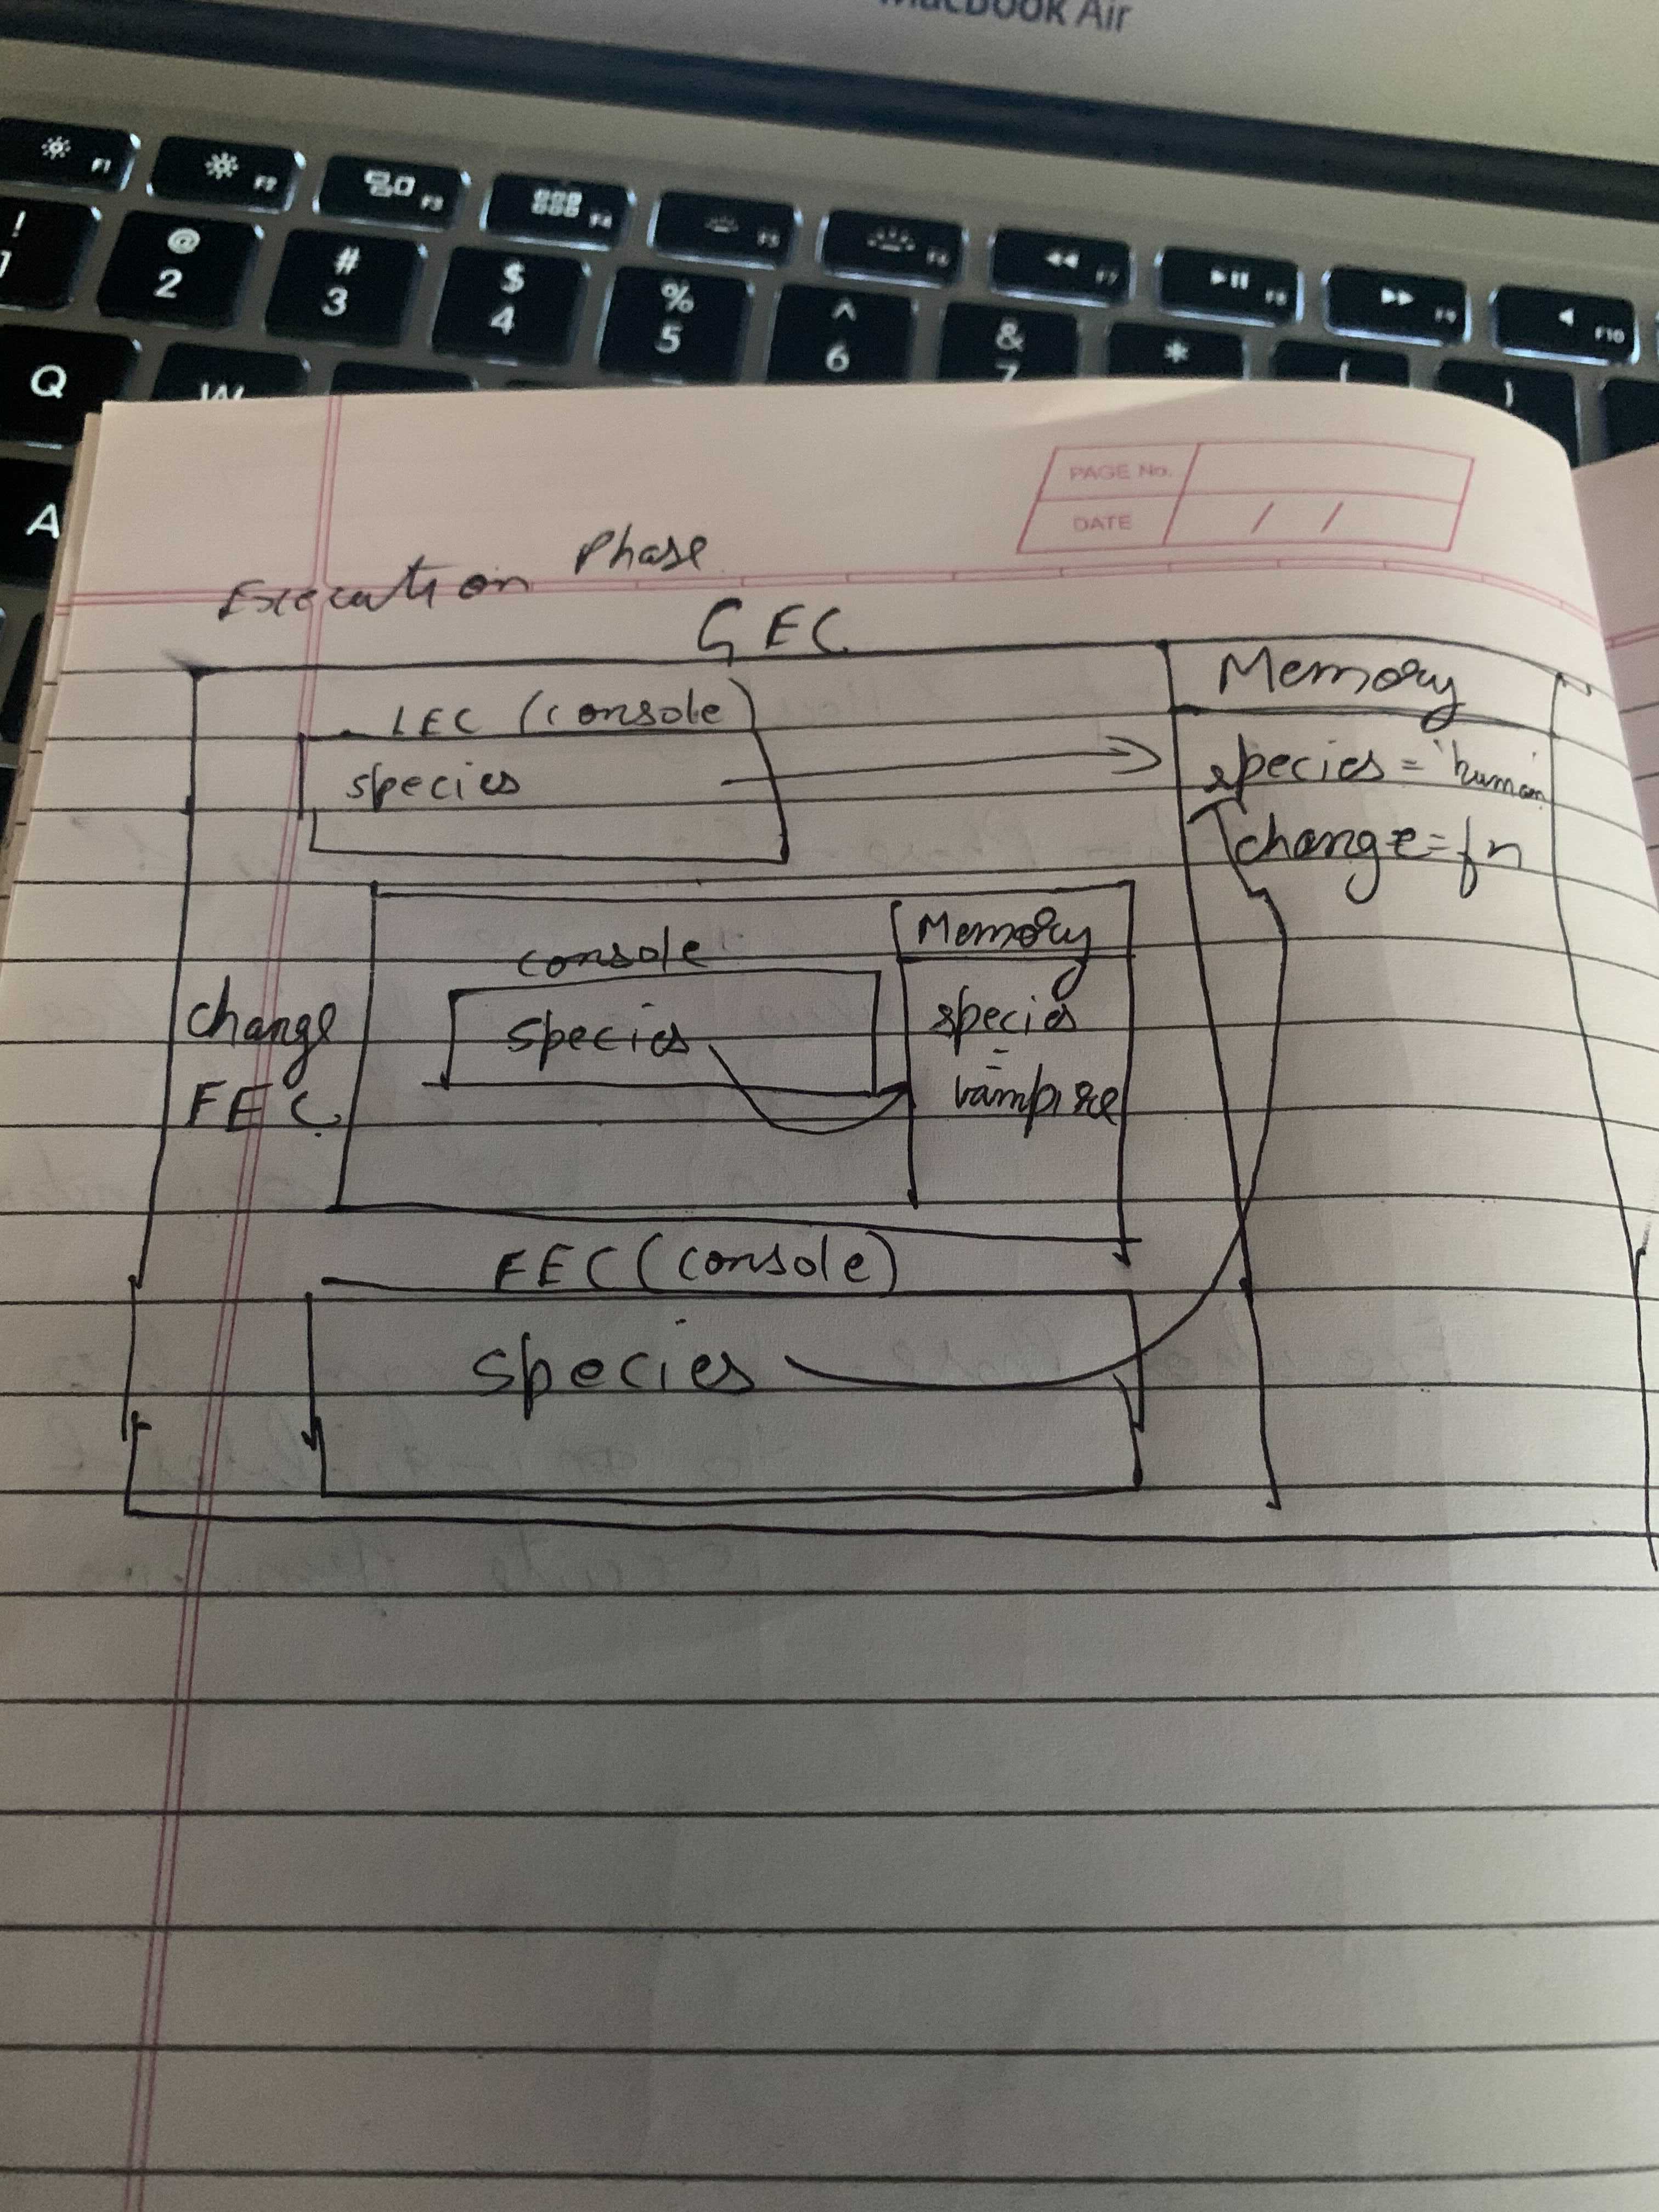 MacBook Air
F1 F2 F3 F4 F5 F6 F7 F8 F9 F10
! 1 @ 2 # 3 $ 4 % 5 ^ 6 & 7 * ( )
Q W
A
PAGE No.
DATE / /
Execution Phase
GEC
Memory
LEC (console)
species
species = 'human'
change = fn
Memory
console
species
species
=
vampire
change
FEC
FEC (console)
species